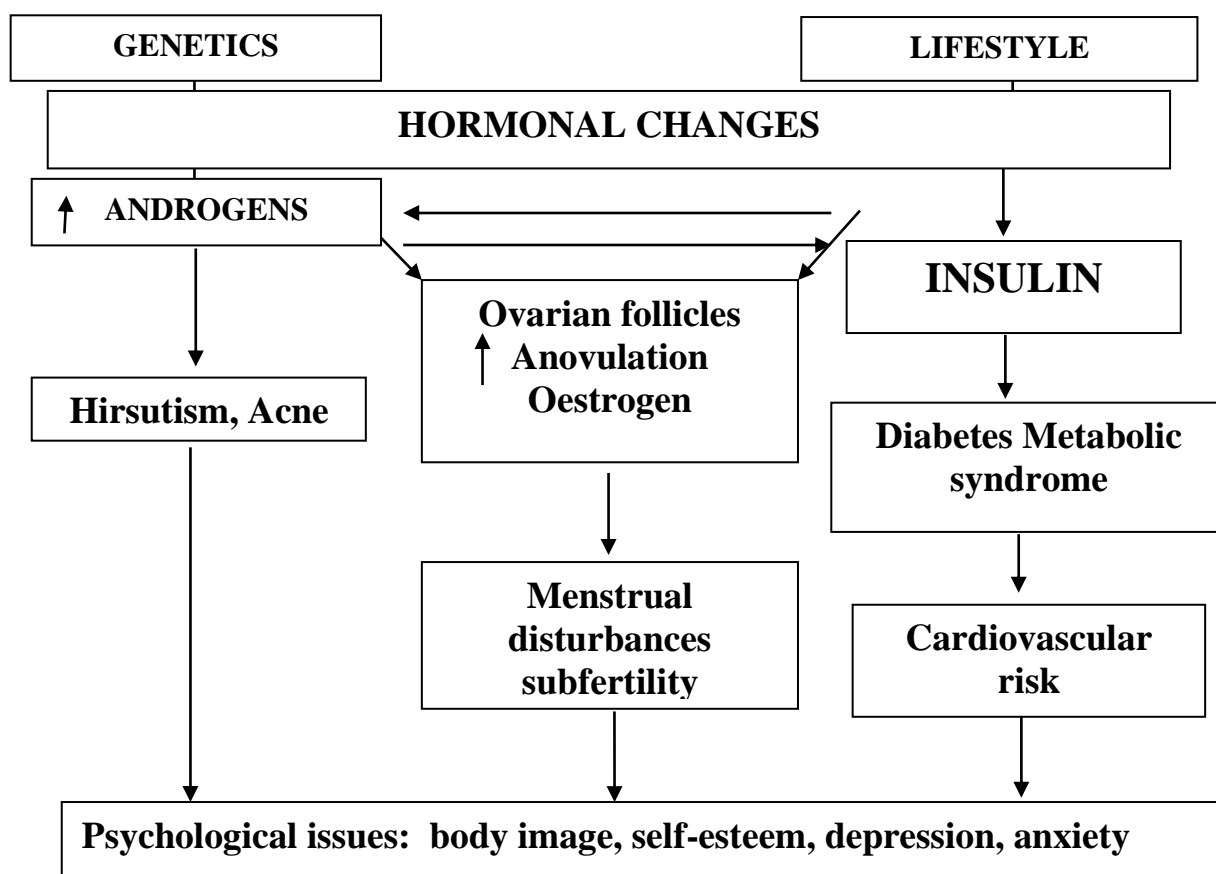 GENETICS
LIFESTYLE
HORMONAL CHANGES
ANDROGENS
INSULIN
Ovarian follicles
Anovulation
Oestrogen
Hirsutism, Acne
Diabetes Metabolic
syndrome
Menstrual
disturbances
subfertility
Cardiovascular
risk
Psychological issues: body image, self-esteem, depression, anxiety